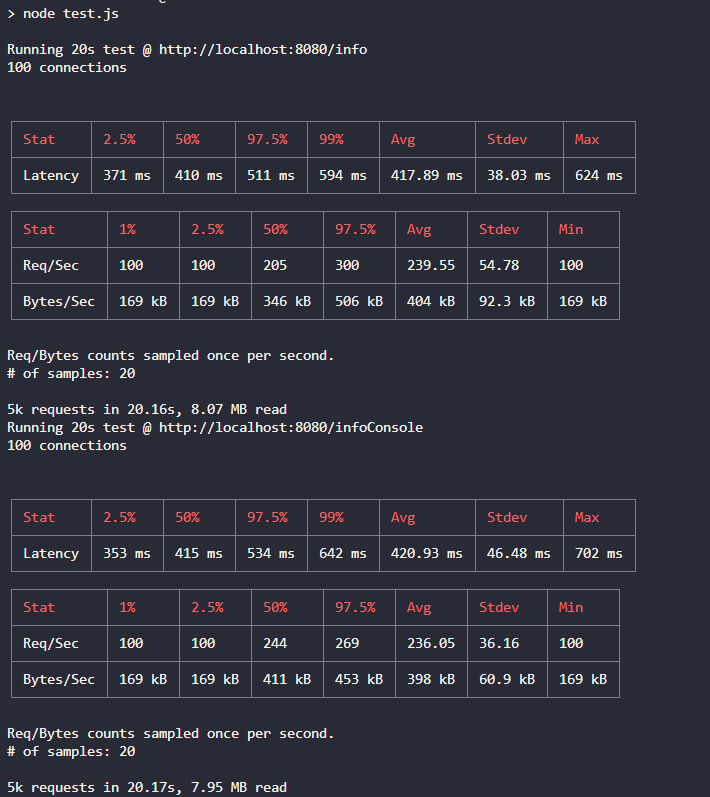 > node test.js
Running 20s test @ http://localhost:8080/info
100 connections
Stat 2.5% 50% 97.5% 99% Avg Stdev Max
Latency 371 ms 410 ms 511 ms 594 ms 417.89 ms 38.03 ms 624 ms
Stat 1% 2.5% 50% 97.5% Avg Stdev Min
Req/Sec 100 100 205 300 239.55 54.78 100
Bytes/Sec 169 kB 169 kB 346 kB 506 kB 404 kB 92.3 kB 169 kB
Req/Bytes counts sampled once per second.
# of samples: 20
5k requests in 20.16s, 8.07 MB read
Running 20s test @ http://localhost:8080/infoConsole
100 connections
Stat 2.5% 50% 97.5% 99% Avg Stdev Max
Latency 353 ms 415 ms 534 ms 642 ms 420.93 ms 46.48 ms 702 ms
Stat 1% 2.5% 50% 97.5% Avg Stdev Min
Req/Sec 100 100 244 269 236.05 36.16 100
Bytes/Sec 169 kB 169 kB 411 kB 453 kB 398 kB 60.9 kB 169 kB
Req/Bytes counts sampled once per second.
# of samples: 20
5k requests in 20.17s, 7.95 MB read